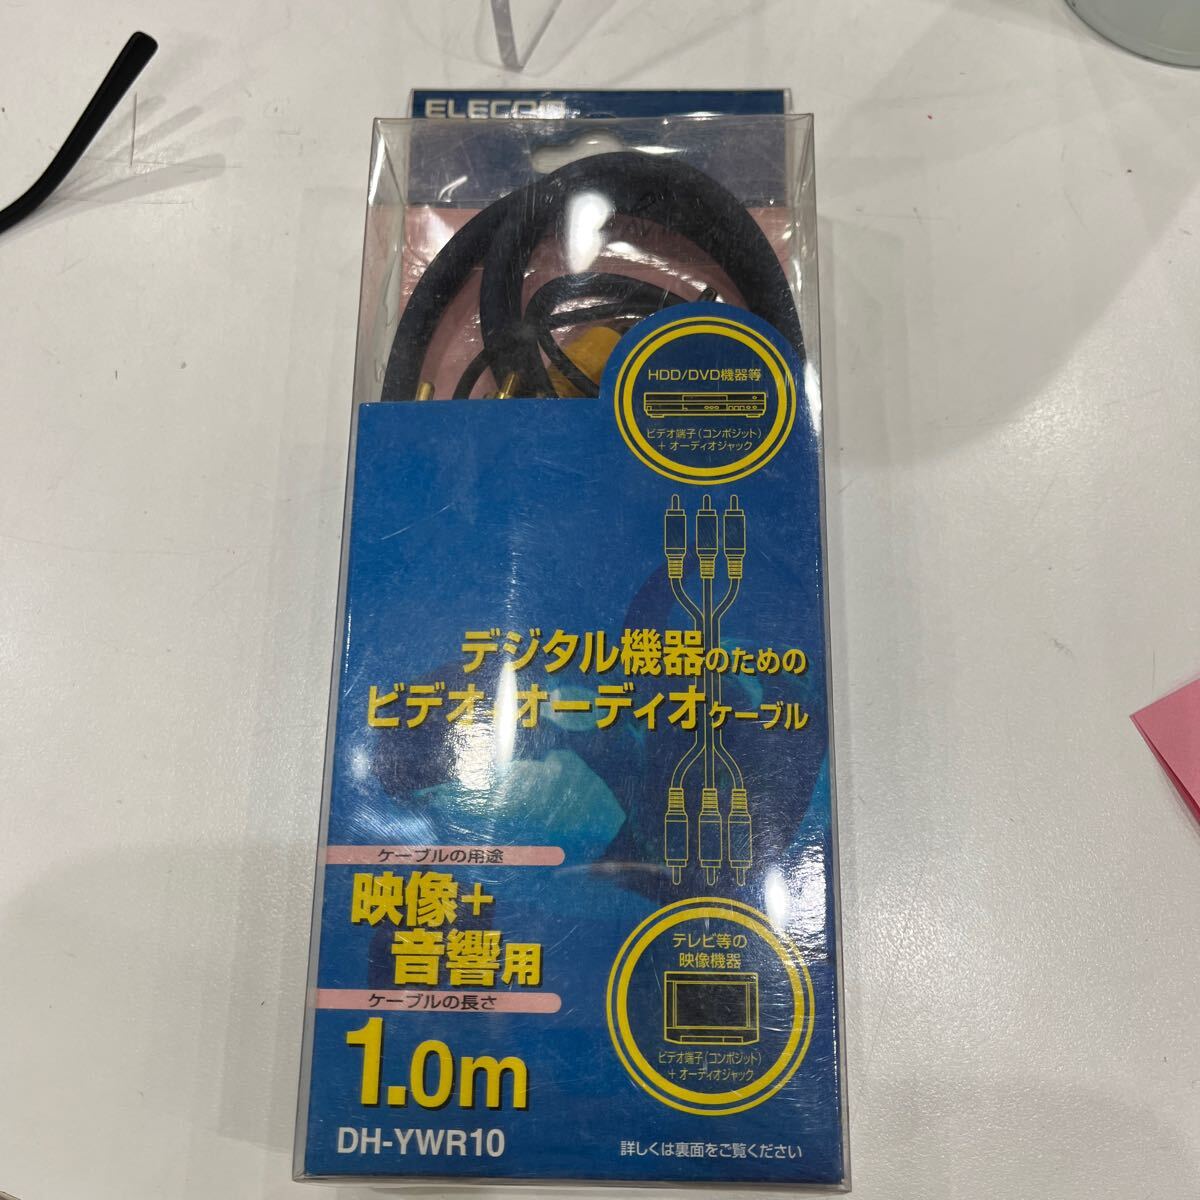 ELECOM
HDD/DVD機器等
ビデオ端子(コンポジット)
+ オーディオジャック
デジタル機器のための
ビデオ/オーディオケーブル
ケーブルの用途
映像+
音響用
ケーブルの長さ
1.0m
DH-YWR10
テレビ等の
映像機器
ビデオ端子(コンポジット)
+ オーディオジャック
詳しくは裏面をご覧ください